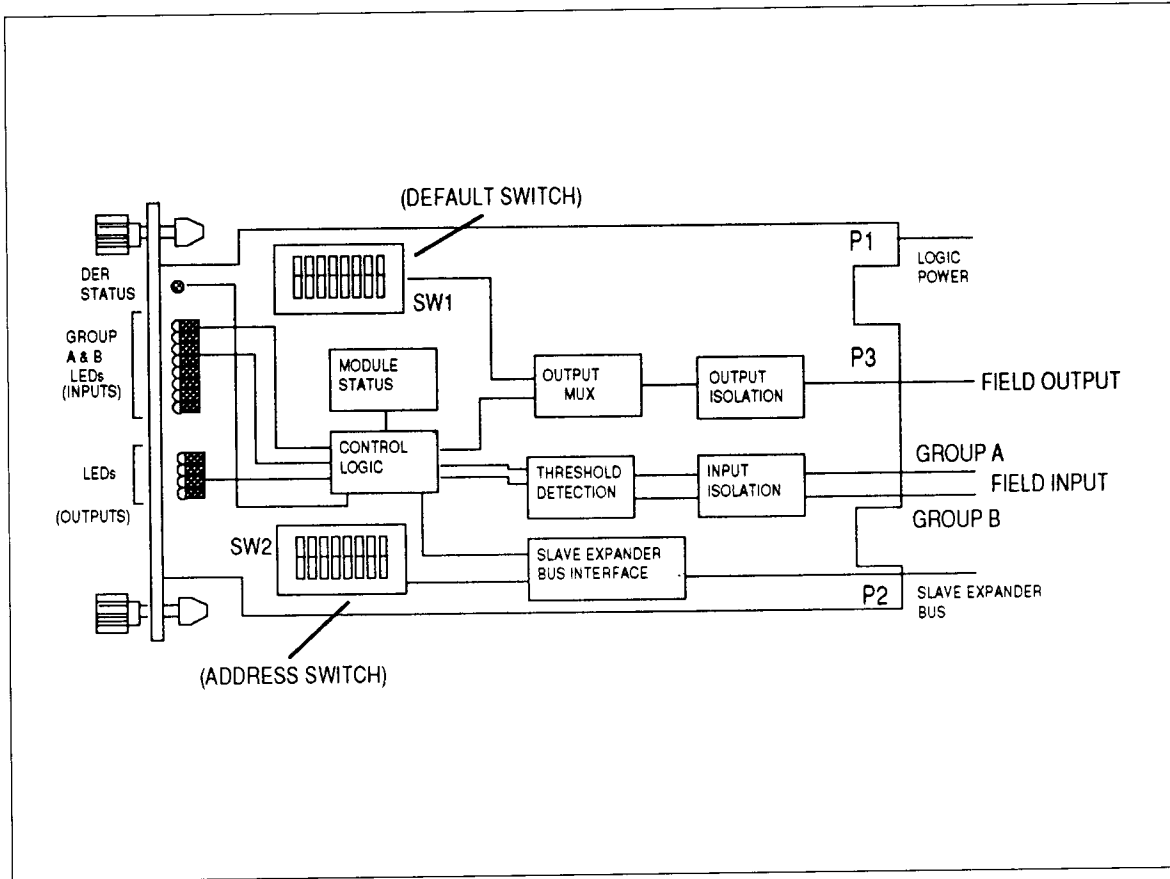 (DEFAULT SWITCH)
P1
LOGIC
POWER
DER
STATUS
SW1
GROUP
A & B
LEDs
(INPUTS)
MODULE
STATUS
OUTPUT
MUX
OUTPUT
ISOLATION
P3
FIELD OUTPUT
CONTROL
LOGIC
THRESHOLD
DETECTION
INPUT
ISOLATION
GROUP A
FIELD INPUT
GROUP B
LEDs
(OUTPUTS)
SW2
SLAVE EXPANDER
BUS INTERFACE
P2
SLAVE EXPANDER
BUS
(ADDRESS SWITCH)